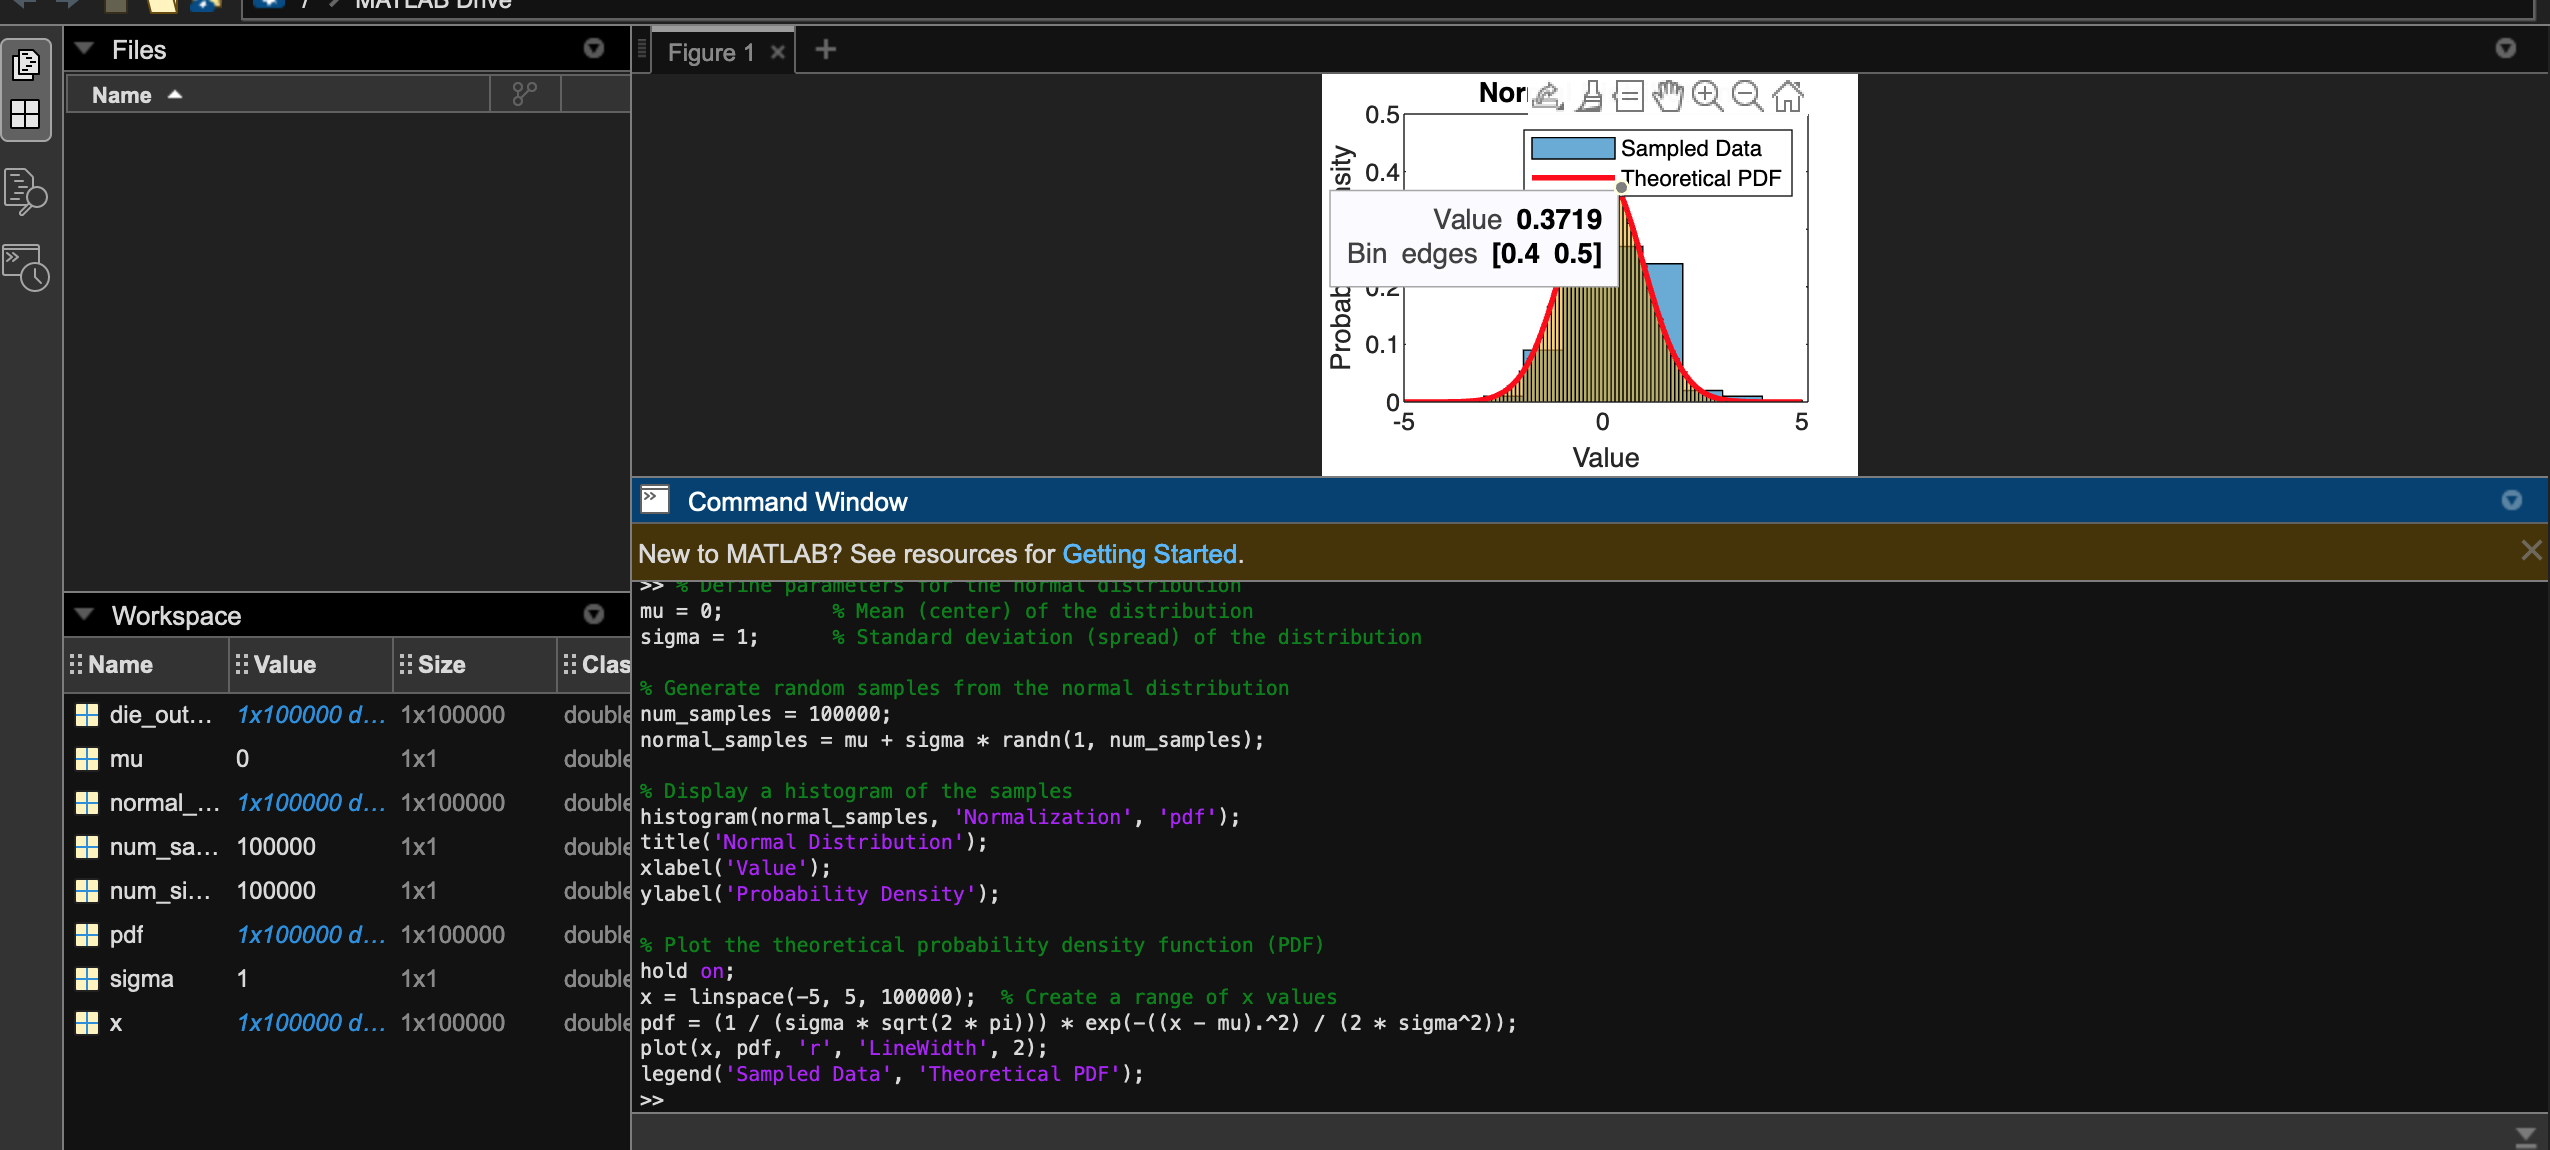 MATLAB Drive
Files
Name
Figure 1
Nor
0.5
0.4
0.2
0.1
0
-5
0
5
Probab
sity
Value
Sampled Data
Theoretical PDF
Value 0.3719
Bin edges [0.4 0.5]
Command Window
New to MATLAB? See resources for Getting Started.
>> % Define parameters for the normal distribution
mu = 0; % Mean (center) of the distribution
sigma = 1; % Standard deviation (spread) of the distribution
% Generate random samples from the normal distribution
num_samples = 100000;
normal_samples = mu + sigma * randn(1, num_samples);
% Display a histogram of the samples
histogram(normal_samples, 'Normalization', 'pdf');
title('Normal Distribution');
xlabel('Value');
ylabel('Probability Density');
% Plot the theoretical probability density function (PDF)
hold on;
x = linspace(-5, 5, 100000); % Create a range of x values
pdf = (1 / (sigma * sqrt(2 * pi))) * exp(-((x - mu).^2) / (2 * sigma^2));
plot(x, pdf, 'r', 'LineWidth', 2);
legend('Sampled Data', 'Theoretical PDF');
>>
Workspace
Name Value Size Clas
die_out... 1x100000 d... 1x100000 double
mu 0 1x1 double
normal_... 1x100000 d... 1x100000 double
num_sa... 100000 1x1 double
num_si... 100000 1x1 double
pdf 1x100000 d... 1x100000 double
sigma 1 1x1 double
x 1x100000 d... 1x100000 double